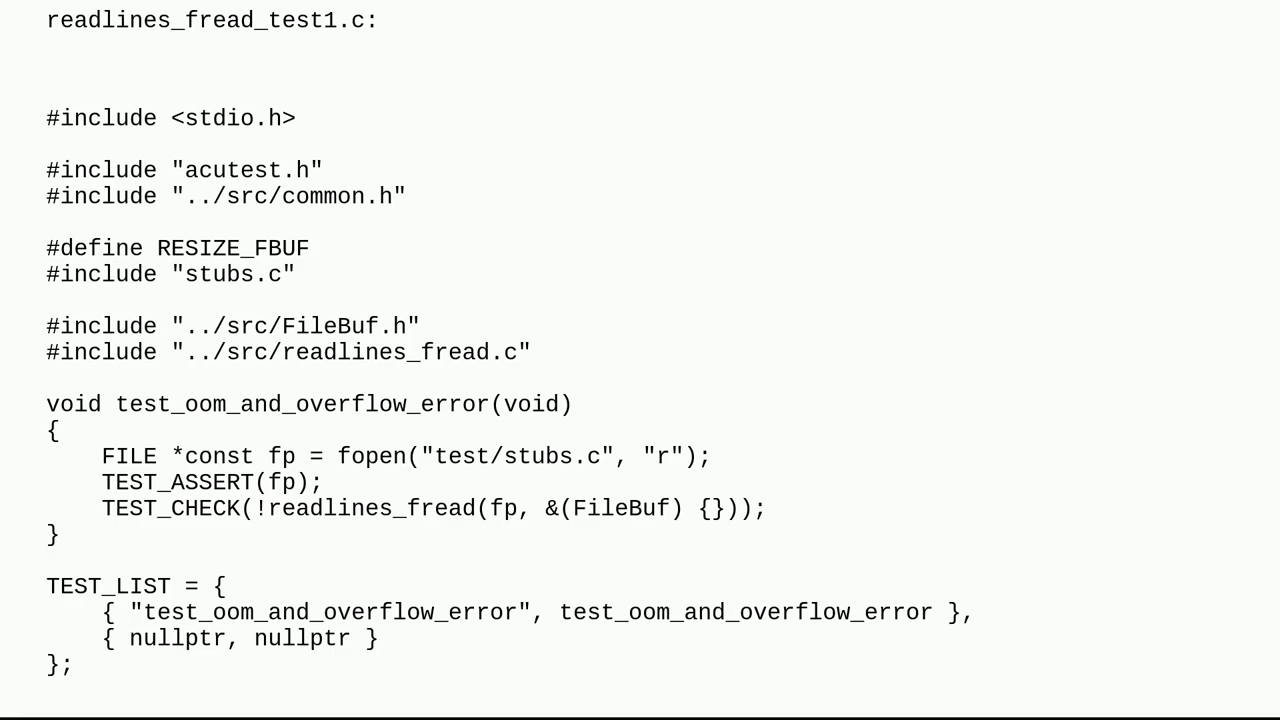 readlines_fread_test1.c:
#include <stdio.h>
#include "acutest.h"
#include "../src/common.h"
#define RESIZE_FBUF
#include "stubs.c"
#include "../src/FileBuf.h"
#include "../src/readlines_fread.c"
void test_oom_and_overflow_error(void)
{
    FILE *const fp = fopen("test/stubs.c", "r");
    TEST_ASSERT(fp);
    TEST_CHECK(!readlines_fread(fp, &(FileBuf) {}));
}
TEST_LIST = {
    { "test_oom_and_overflow_error", test_oom_and_overflow_error },
    { nullptr, nullptr }
};